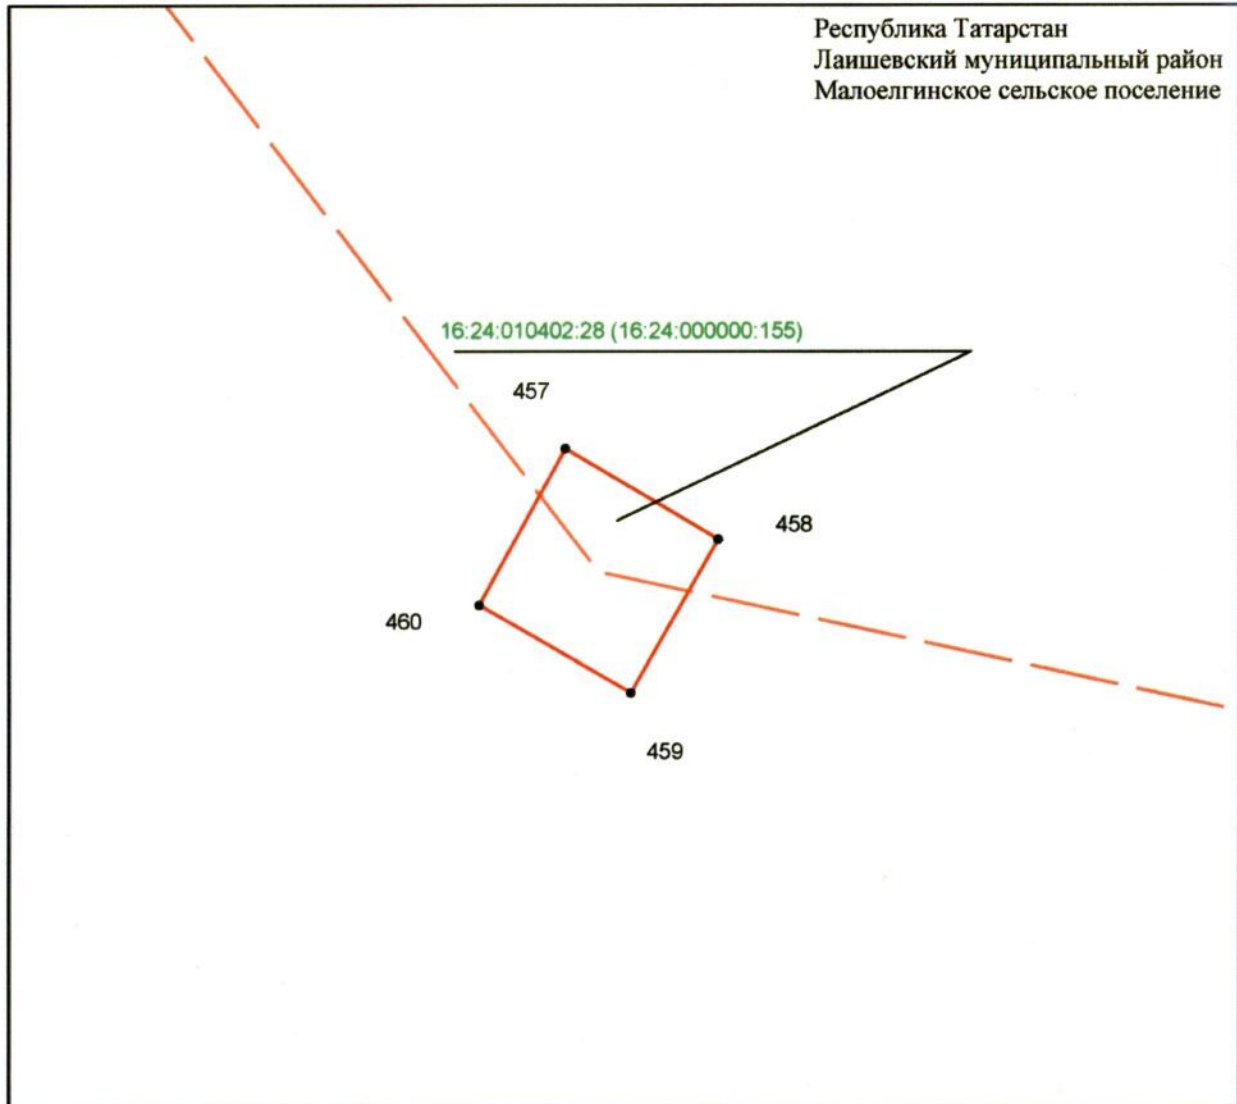 Республика Татарстан
Лаишевский муниципальный район
Малоелгинское сельское поселение
16:24:010402:28 (16:24:000000:155)
457
458
460
459